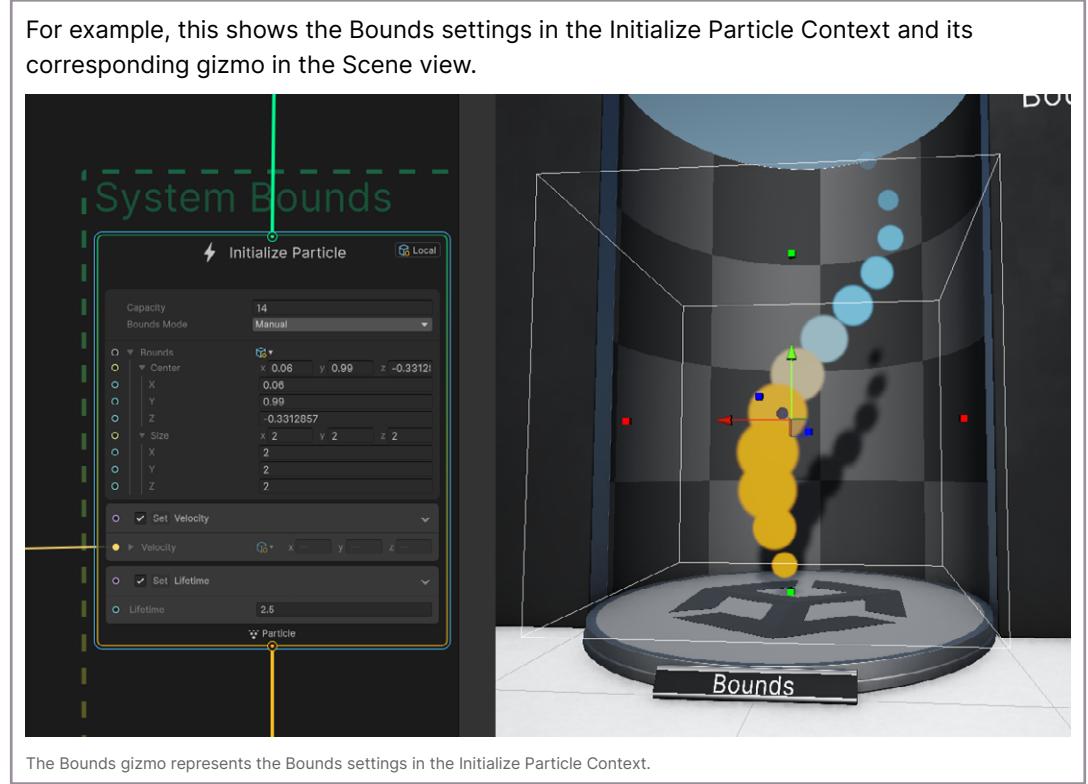 For example, this shows the Bounds settings in the Initialize Particle Context and its
corresponding gizmo in the Scene view.
System Bounds
Initialize Particle
Local
Capacity 14
Bounds Mode Manual
Bounds
Center x 0.06 y 0.99 z -0.3312
X 0.06
Y 0.99
Z -0.3312857
Size x 2 y 2 z 2
X 2
Y 2
Z 2
Set Velocity
Velocity x y z
Set Lifetime
Lifetime 2.5
Particle
Bounds
The Bounds gizmo represents the Bounds settings in the Initialize Particle Context.